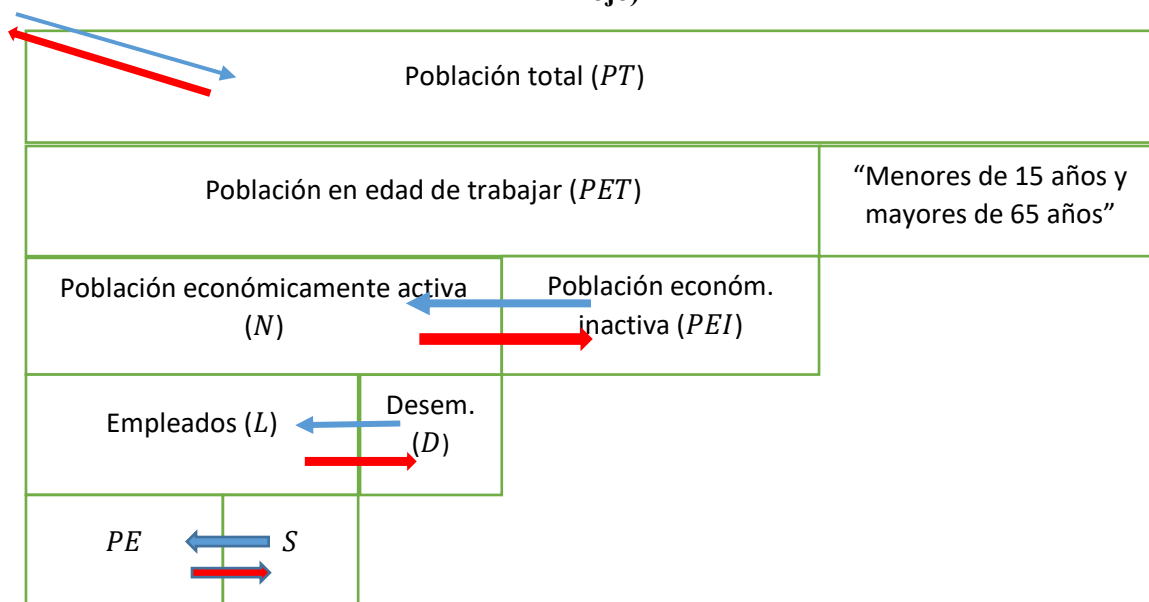 Población total (PT)
Población en edad de trabajar (PET)
“Menores de 15 años y
mayores de 65 años”
Población económicamente activa
(N)
Población económ.
inactiva (PEI)
Empleados (L)
Desem.
(D)
PE
S